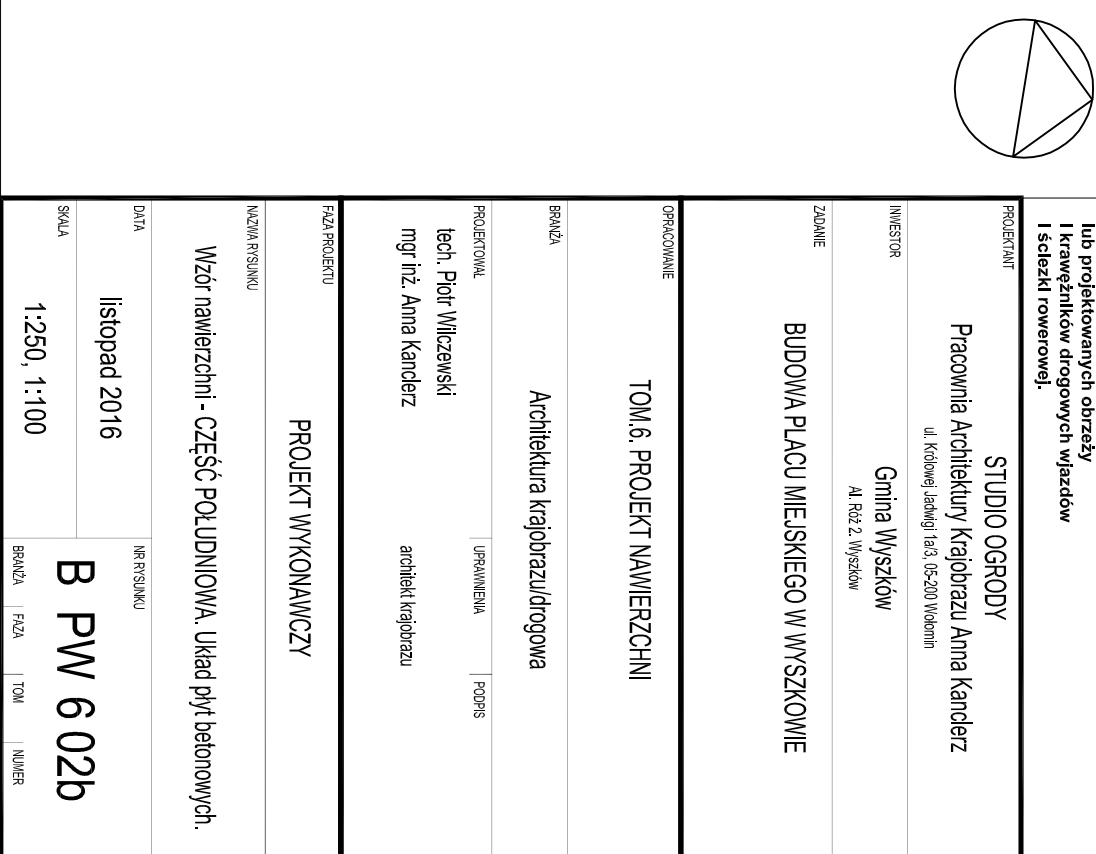 lub projektowanych obrzeży
i krawężników drogowych wjazdów
i ścieżki rowerowej.
PROJEKTANT
STUDIO OGRODY
Pracownia Architektury Krajobrazu Anna Kanclerz
ul. Królowej Jadwigi 1a/3, 05-200 Wołomin
INWESTOR
Gmina Wyszków
Al. Róż 2. Wyszków
ZADANIE
BUDOWA PLACU MIEJSKIEGO W WYSZKOWIE
OPRACOWANIE
TOM.6. PROJEKT NAWIERZCHNI
BRANŻA
Architektura krajobrazu/drogowa
PROJEKTOWAŁ UPRAWNIENIA PODPIS
tech. Piotr Wilczewski
mgr inż. Anna Kanclerz architekt krajobrazu
FAZA PROJEKTU
PROJEKT WYKONAWCZY
NAZWA RYSUNKU
Wzór nawierzchni - CZĘŚĆ POŁUDNIOWA. Układ płyt betonowych.
DATA
listopad 2016
SKALA
1:250, 1:100
NR RYSUNKU
B PW 6 02b
BRANŻA FAZA TOM NUMER